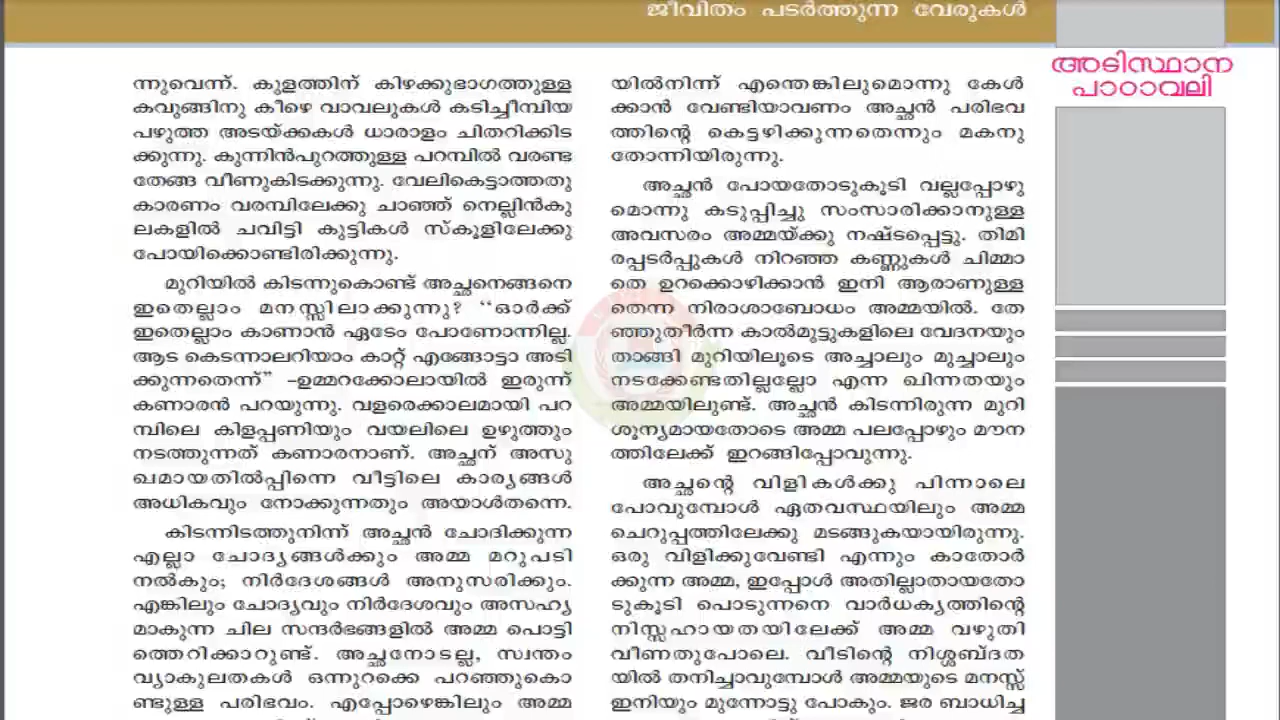 ജീവിതം പടർത്തുന്ന വേരുകൾ
അടിസ്ഥാന
പാഠാവലി
ന്നുവെന്ന്. കുളത്തിന് കിഴക്കുഭാഗത്തുള്ള
കവുങ്ങിനു കീഴെ വാവലുകൾ കടിച്ചീമ്പിയ
പഴുത്ത അടയ്ക്കകൾ ധാരാളം ചിതറിക്കിട
ക്കുന്നു. കുന്നിൻപുറത്തുള്ള പറമ്പിൽ വരണ്ട
തേങ്ങ വീണുകിടക്കുന്നു. വേലികെട്ടാത്തതു
കാരണം വരമ്പിലേക്കു ചാഞ്ഞ് നെല്ലിൻകു
ലകളിൽ ചവിട്ടി കുട്ടികൾ സ്കൂളിലേക്കു
പോയിക്കൊണ്ടിരിക്കുന്നു.
മുറിയിൽ കിടന്നുകൊണ്ട് അച്ഛനെങ്ങനെ
ഇതെല്ലാം മനസ്സിലാക്കുന്നു? ‘‘ഓർക്ക്
ഇതെല്ലാം കാണാൻ ഏടേം പോണോന്നില്ല.
ആട കെടന്നാലറിയാം കാറ്റ് എങ്ങോട്ടാ അടി
ക്കുന്നതെന്ന്” –ഉമ്മറക്കോലായിൽ ഇരുന്ന്
കണാരൻ പറയുന്നു. വളരെക്കാലമായി പറ
മ്പിലെ കിളപ്പണിയും വയലിലെ ഉഴുത്തും
നടത്തുന്നത് കണാരനാണ്. അച്ഛന് അസു
ഖമായതിൽപ്പിന്നെ വീട്ടിലെ കാര്യങ്ങൾ
അധികവും നോക്കുന്നതും അയാൾതന്നെ.
കിടന്നിടത്തുനിന്ന് അച്ഛൻ ചോദിക്കുന്ന
എല്ലാ ചോദ്യങ്ങൾക്കും അമ്മ മറുപടി
നൽകും; നിർദേശങ്ങൾ അനുസരിക്കും.
എങ്കിലും ചോദ്യവും നിർദേശവും അസഹ്യ
മാകുന്ന ചില സന്ദർഭങ്ങളിൽ അമ്മ പൊട്ടി
ത്തെറിക്കാറുണ്ട്. അച്ഛനോടല്ല, സ്വന്തം
വ്യാകുലതകൾ ഒന്നുറക്കെ പറഞ്ഞുകൊ
ണ്ടുള്ള പരിഭവം. എപ്പോഴെങ്കിലും അമ്മ
യിൽനിന്ന് എന്തെങ്കിലുമൊന്നു കേൾ
ക്കാൻ വേണ്ടിയാവണം അച്ഛൻ പരിഭവ
ത്തിന്റെ കെട്ടഴിക്കുന്നതെന്നും മകനു
തോന്നിയിരുന്നു.
അച്ഛൻ പോയതോടുകൂടി വല്ലപ്പോഴു
മൊന്നു കടുപ്പിച്ചു സംസാരിക്കാനുള്ള
അവസരം അമ്മയ്ക്കു നഷ്ടപ്പെട്ടു. തിമി
രപ്പടർപ്പുകൾ നിറഞ്ഞ കണ്ണുകൾ ചിമ്മാ
തെ ഉറക്കൊഴിക്കാൻ ഇനി ആരാണുള്ള
തെന്ന നിരാശാബോധം അമ്മയിൽ. തേ
ഞ്ഞുതീർന്ന കാൽമുട്ടുകളിലെ വേദനയും
താങ്ങി മുറിയിലൂടെ അച്ചാലും മുച്ചാലും
നടക്കേണ്ടതില്ലല്ലോ എന്ന ഖിന്നതയും
അമ്മയിലുണ്ട്. അച്ഛൻ കിടന്നിരുന്ന മുറി
ശൂന്യമായതോടെ അമ്മ പലപ്പോഴും മൗന
ത്തിലേക്ക് ഇറങ്ങിപ്പോവുന്നു.
അച്ഛന്റെ വിളികൾക്കു പിന്നാലെ
പോവുമ്പോൾ ഏതവസ്ഥയിലും അമ്മ
ചെറുപ്പത്തിലേക്കു മടങ്ങുകയായിരുന്നു.
ഒരു വിളിക്കുവേണ്ടി എന്നും കാതോർ
ക്കുന്ന അമ്മ, ഇപ്പോൾ അതില്ലാതായതോ
ടുകൂടി പൊടുന്നനെ വാർധകൃത്തിന്റെ
നിസ്സഹായതയിലേക്ക് അമ്മ വഴുതി
വീണതുപോലെ. വീടിന്റെ നിശ്ശബ്ദത
യിൽ തനിച്ചാവുമ്പോൾ അമ്മയുടെ മനസ്സ്
ഇനിയും മുന്നോട്ടു പോകും. ജര ബാധിച്ച